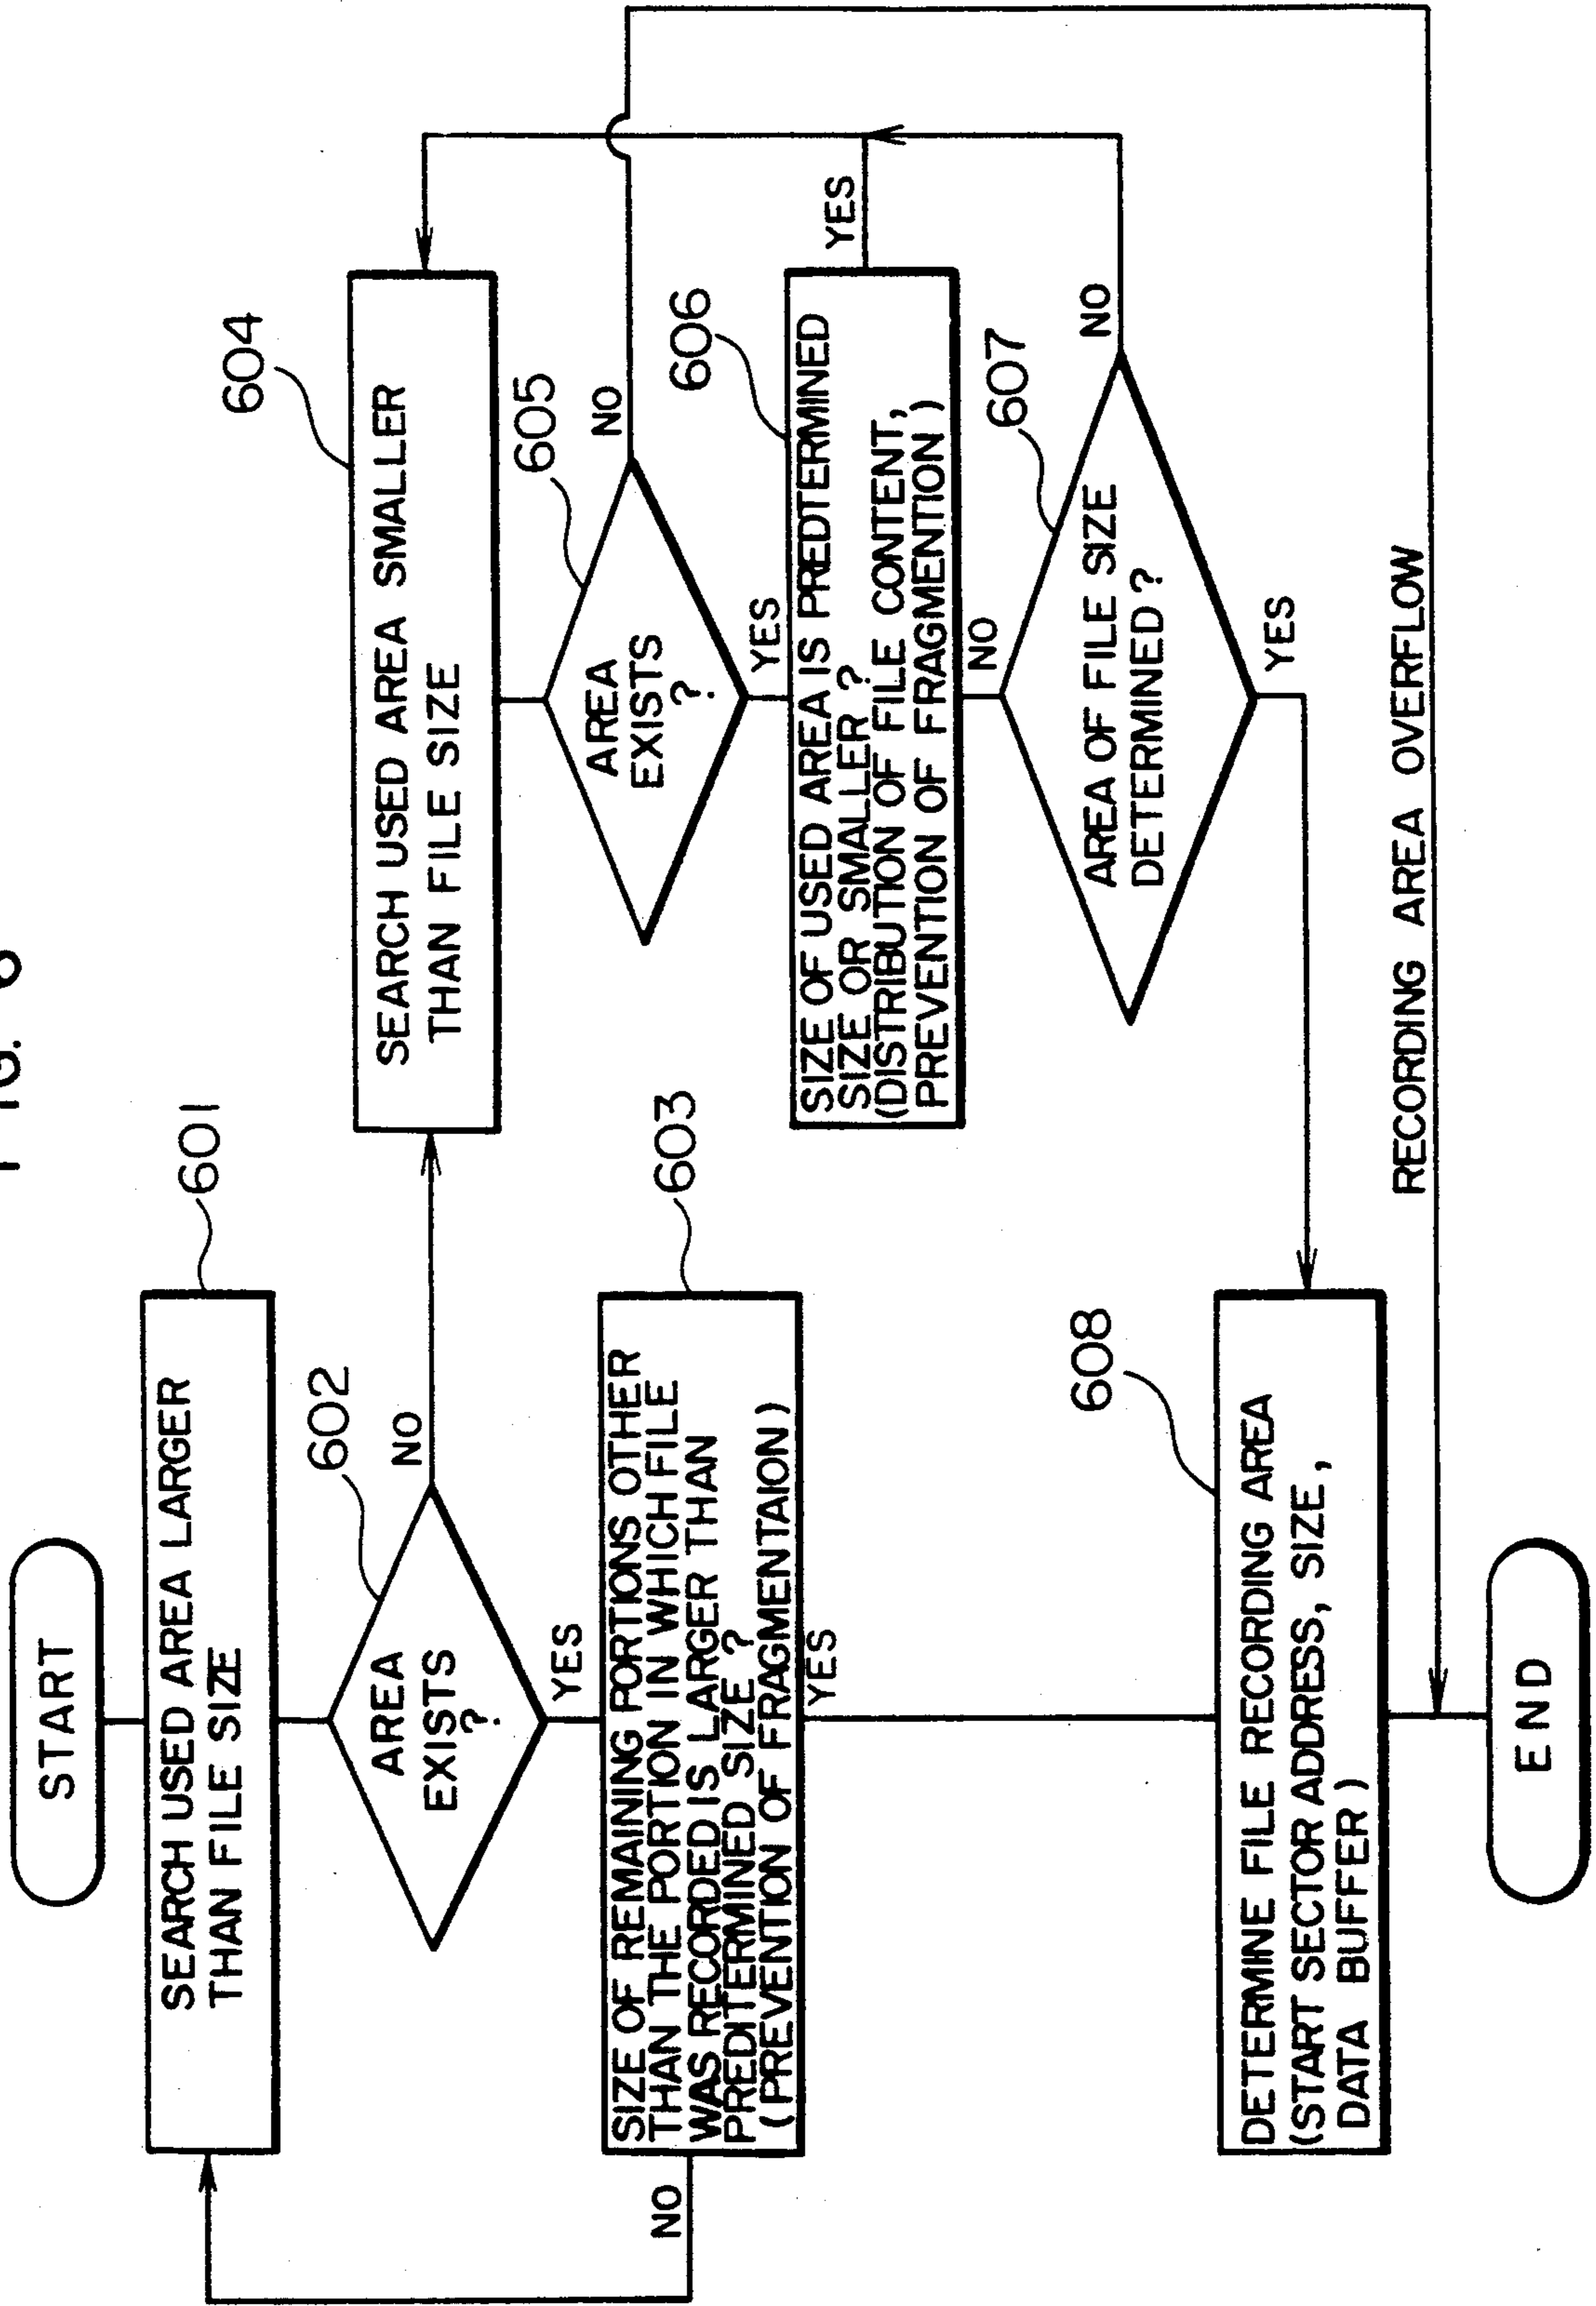 FIG. 6
START
601
SEARCH USED AREA LARGER
THAN FILE SIZE
602
AREA
EXISTS
?
NO
YES
603
SIZE OF REMAINING PORTIONS OTHER
THAN THE PORTION IN WHICH FILE
WAS RECORDED IS LARGER THAN
PREDITERMINED SIZE ?
(PREVENTION OF FRAGMENTAION)
NO
YES
604
SEARCH USED AREA SMALLER
THAN FILE SIZE
605
AREA
EXISTS
?
NO
YES
606
SIZE OF USED AREA IS PREDTERMINED
SIZE OR SMALLER ?
(DISTRIBUTION OF FILE CONTENT,
PREVENTION OF FRAGMENTION)
YES
NO
607
AREA OF FILE SIZE
DETERMINED ?
NO
YES
608
DETERMINE FILE RECORDING AREA
(START SECTOR ADDRESS, SIZE,
DATA BUFFER)
RECORDING AREA OVERFLOW
END